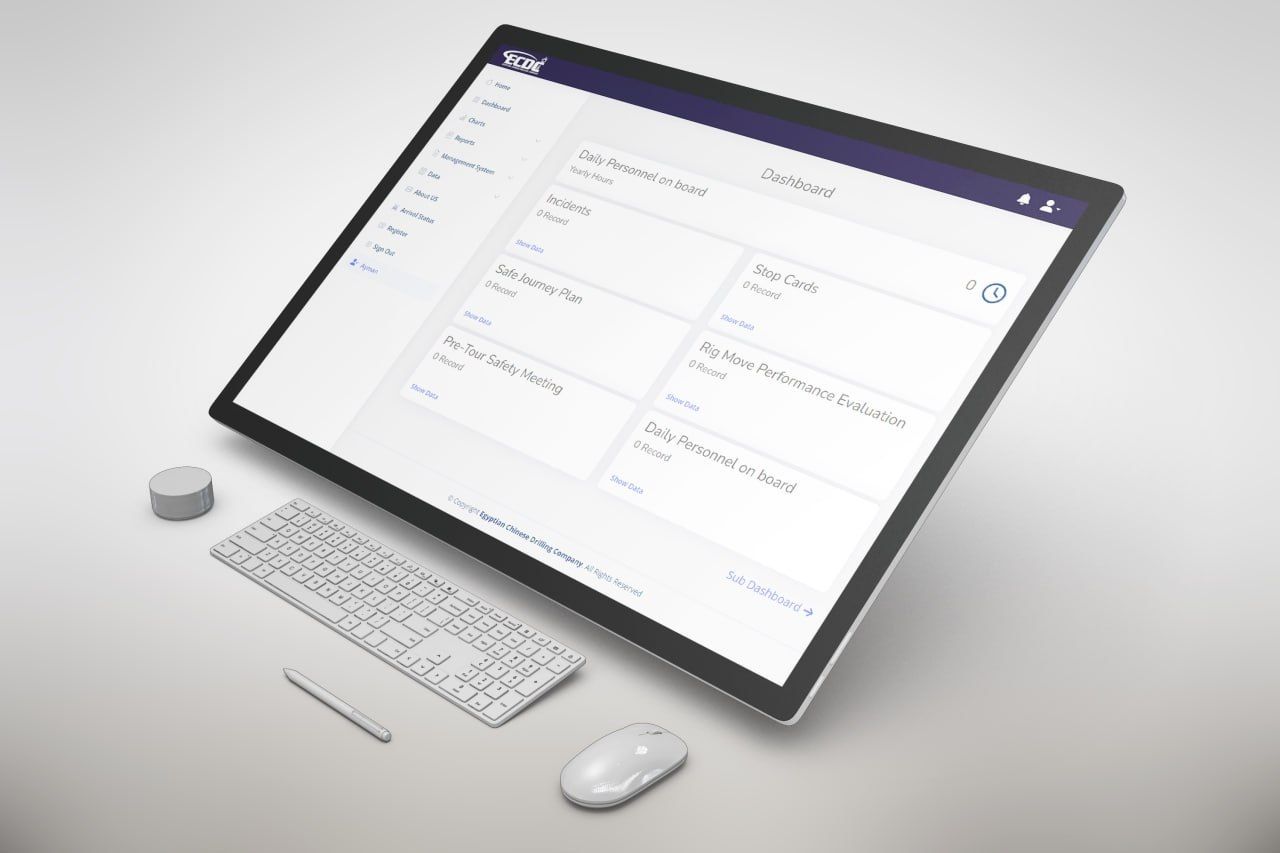 ECDC
Home
Dashboard
Charts
Reports
Management System
Data
About US
Arrival Status
Register
Sign Out
Ayman
Dashboard
Daily Personnel on board
Yearly Hours
0
Incidents
0 Record
Show Data
Stop Cards
0 Record
Show Data
Safe Journey Plan
0 Record
Show Data
Rig Move Performance Evaluation
0 Record
Show Data
Pre-Tour Safety Meeting
0 Record
Show Data
Daily Personnel on board
0 Record
Show Data
Sub Dashboard
© Copyright Egyptian Chinese Drilling Company. All Rights Reserved